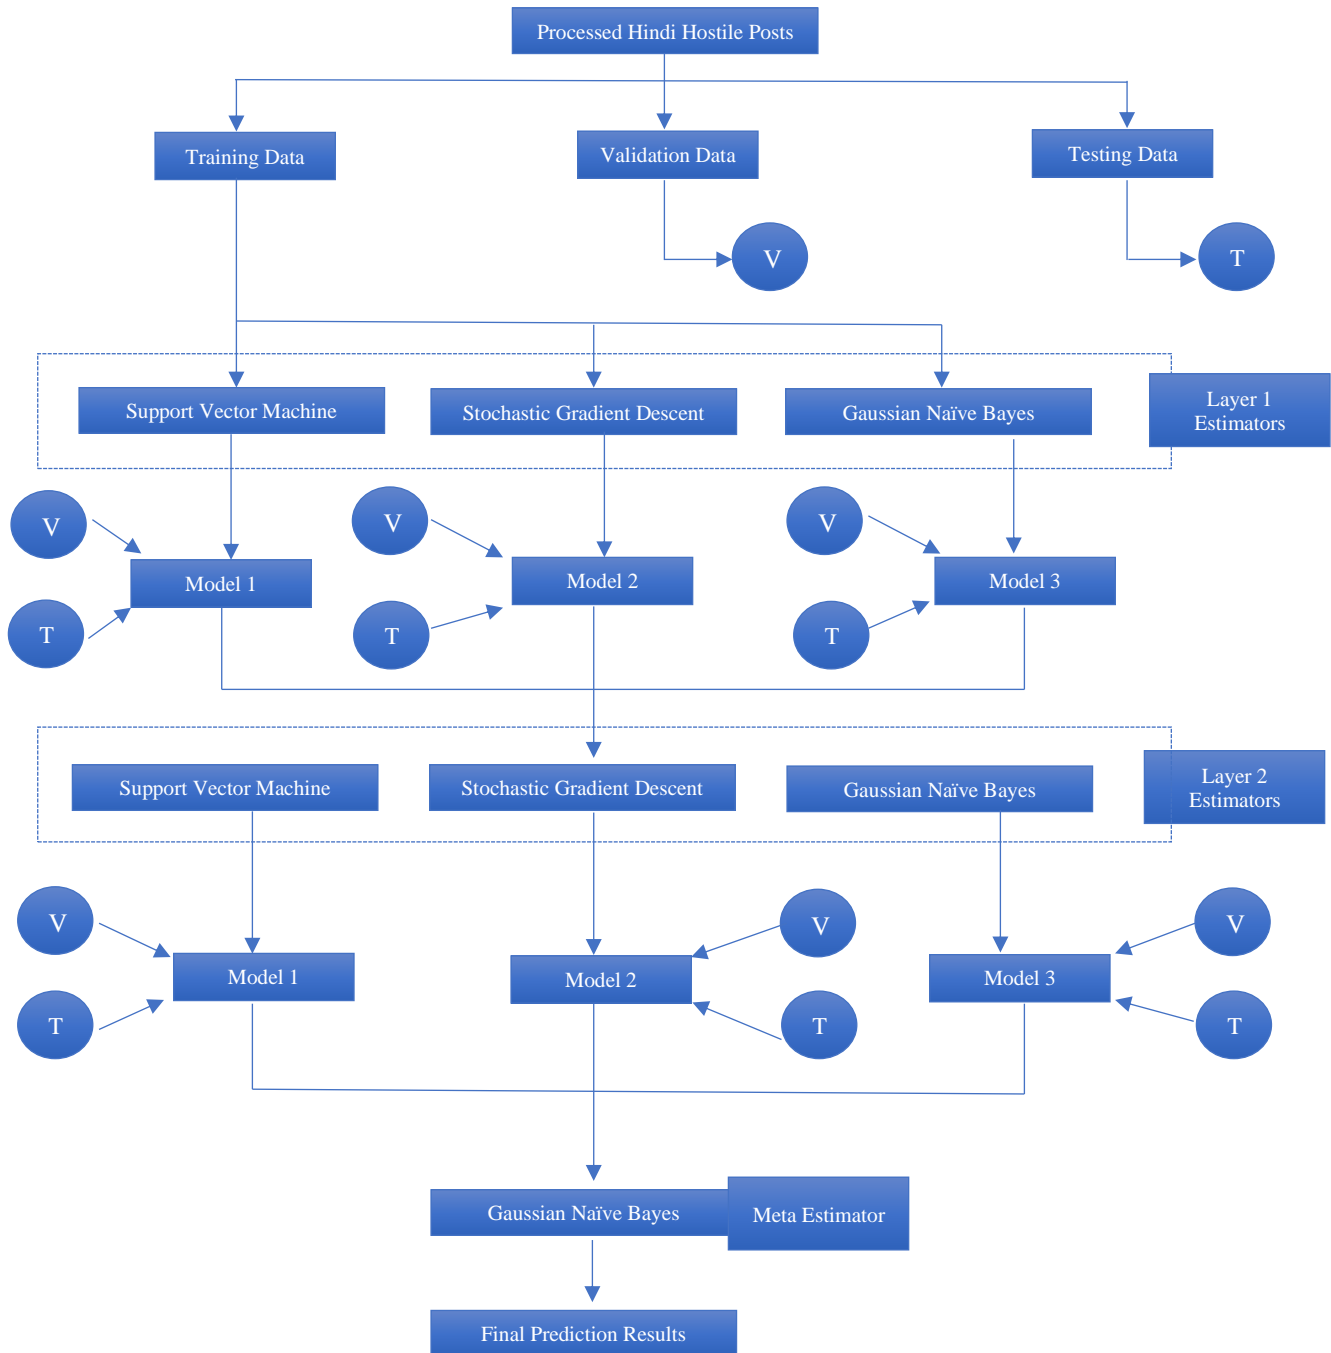 Processed Hindi Hostile Posts
Training Data
Validation Data
Testing Data
V
T
Support Vector Machine
Stochastic Gradient Descent
Gaussian Naïve Bayes
Layer 1
Estimators
V
V
V
Model 1
Model 2
Model 3
T
T
T
Support Vector Machine
Stochastic Gradient Descent
Gaussian Naïve Bayes
Layer 2
Estimators
V
V
V
Model 1
Model 2
Model 3
T
T
T
Gaussian Naïve Bayes
Meta Estimator
Final Prediction Results